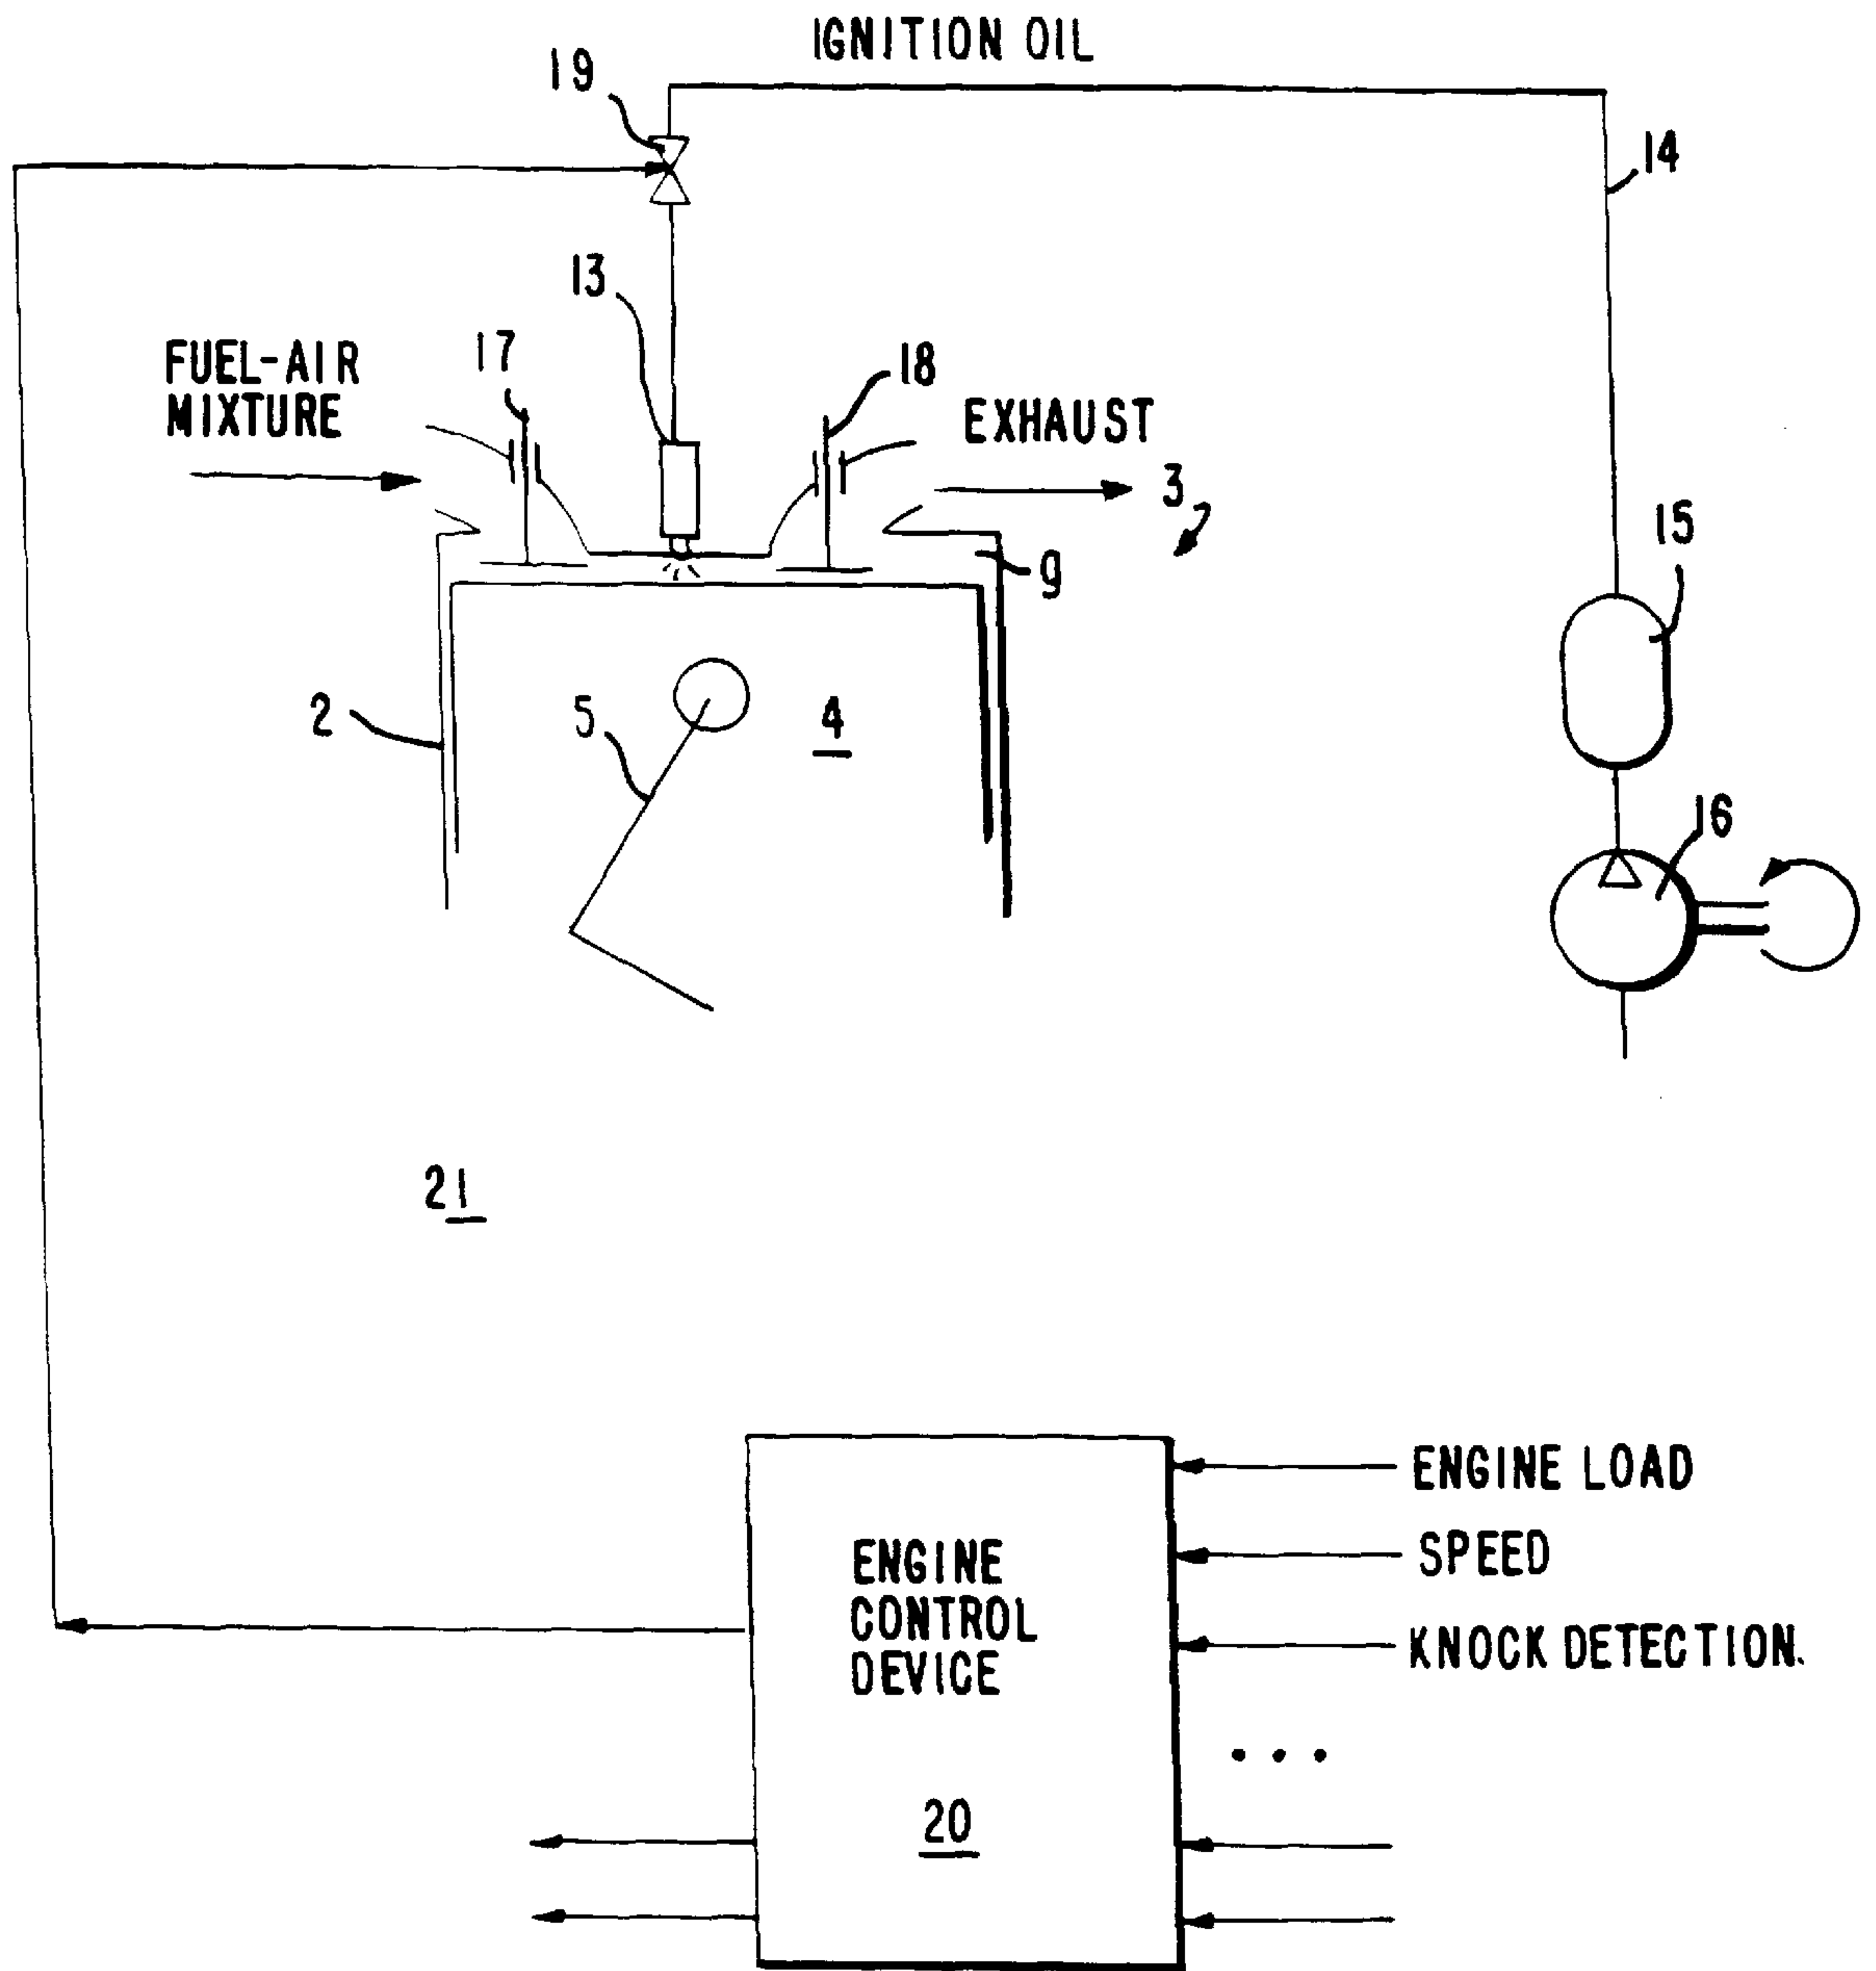 IGNITION OIL
19
14
13
17
18
FUEL-AIR
MIXTURE
EXHAUST
3
9
15
2
5
4
16
21
ENGINE LOAD
SPEED
KNOCK DETECTION.
ENGINE
CONTROL
DEVICE
...
20